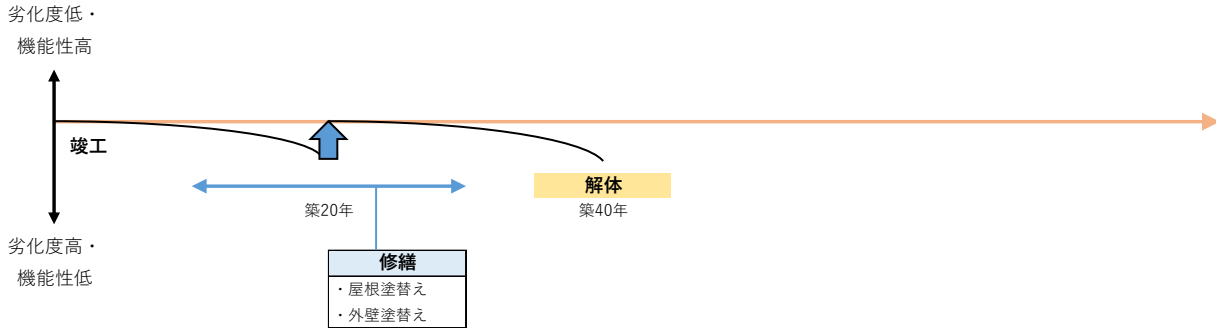 劣化度低・
機能性高
竣工
解体
築20年
築40年
劣化度高・
機能性低
修繕
・屋根塗替え
・外壁塗替え